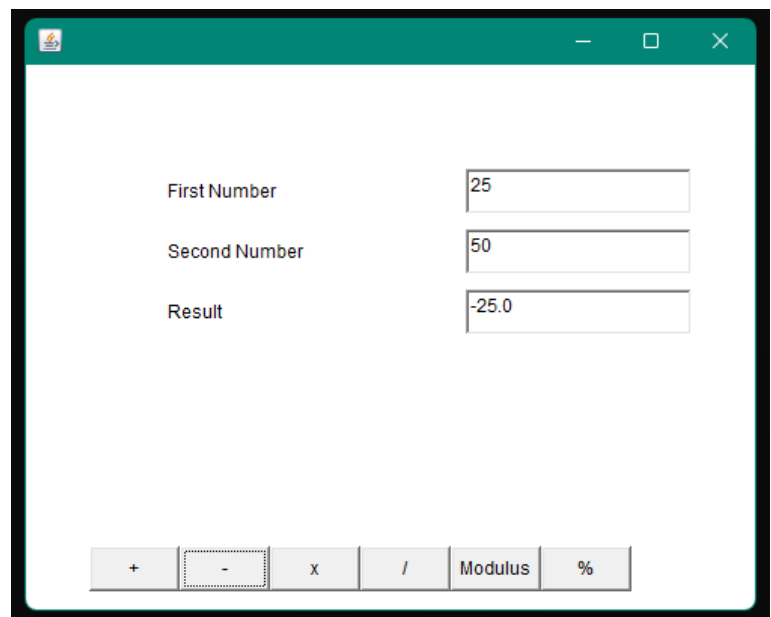 First Number 25
Second Number 50
Result -25.0
+ - x / Modulus %